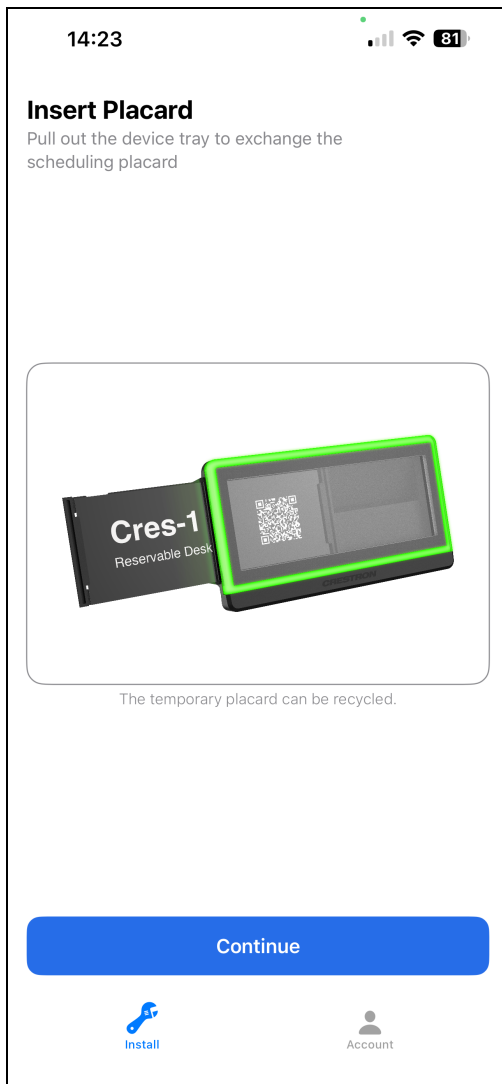 14:23
81
Insert Placard
Pull out the device tray to exchange the
scheduling placard
Cres-1
Reservable Desk
CRESTRON
The temporary placard can be recycled.
Continue
Install
Account